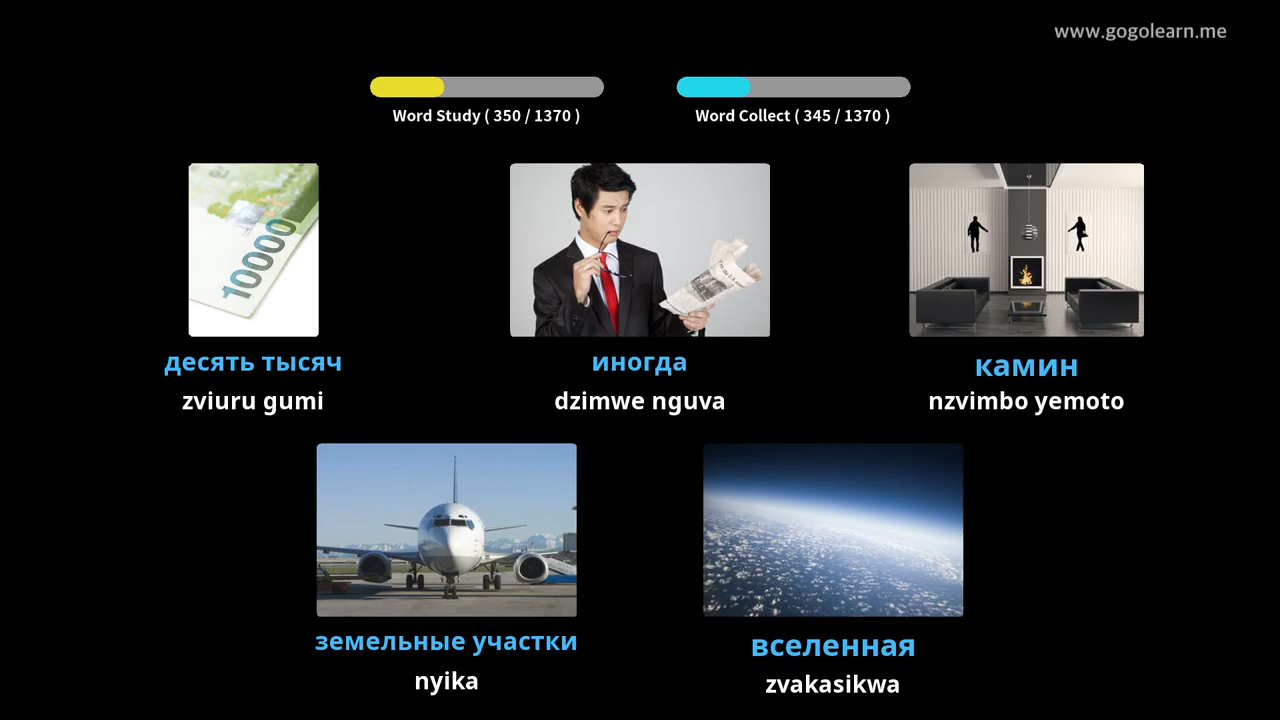 www.gogolearn.me
Word Study ( 350 / 1370 )
Word Collect ( 345 / 1370 )
10000
десять тысяч
zviuru gumi
иногда
dzimwe nguva
камин
nzvimbo yemoto
земельные участки
nyika
вселенная
zvakasikwa